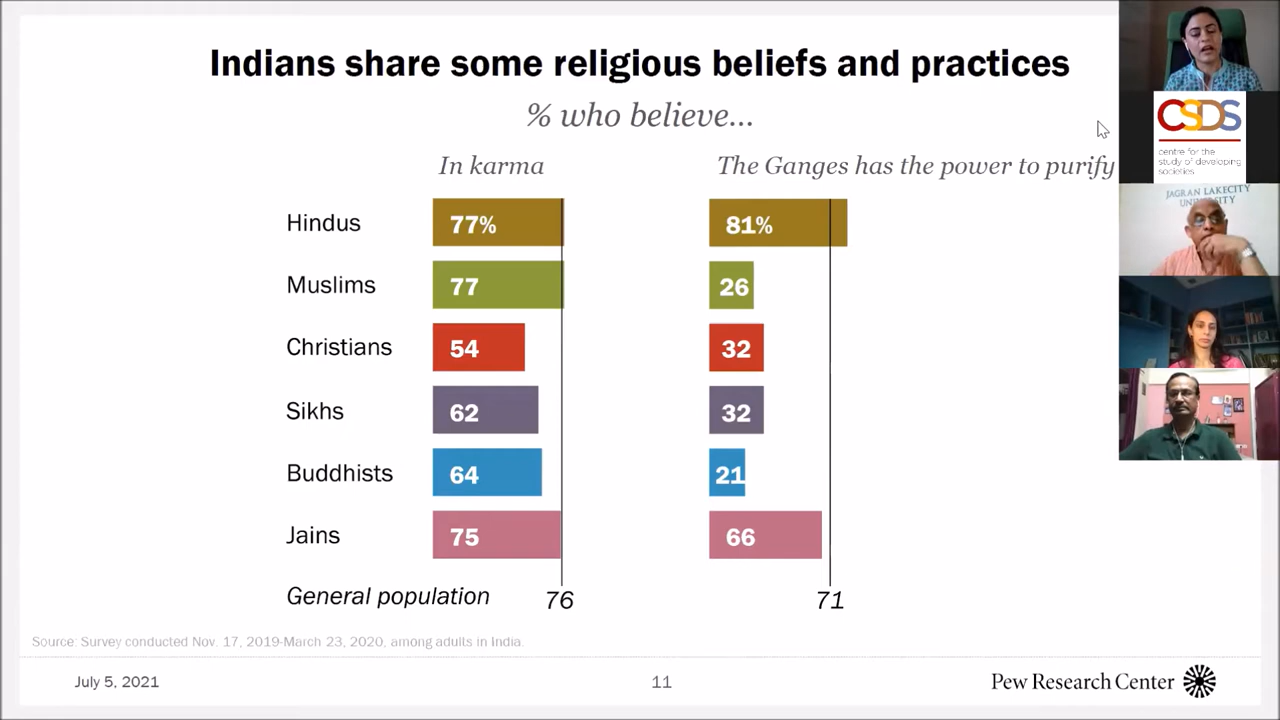 Indians share some religious beliefs and practices
% who believe...
In karma
The Ganges has the power to purify
Hindus 77% 81%
Muslims 77 26
Christians 54 32
Sikhs 62 32
Buddhists 64 21
Jains 75 66
General population 76 71
Source: Survey conducted Nov. 17, 2019-March 23, 2020, among adults in India.
July 5, 2021
11
Pew Research Center
CSDS
centre for the
study of developing
societies
JAGRAN LAKECITY
UNIVERSITY